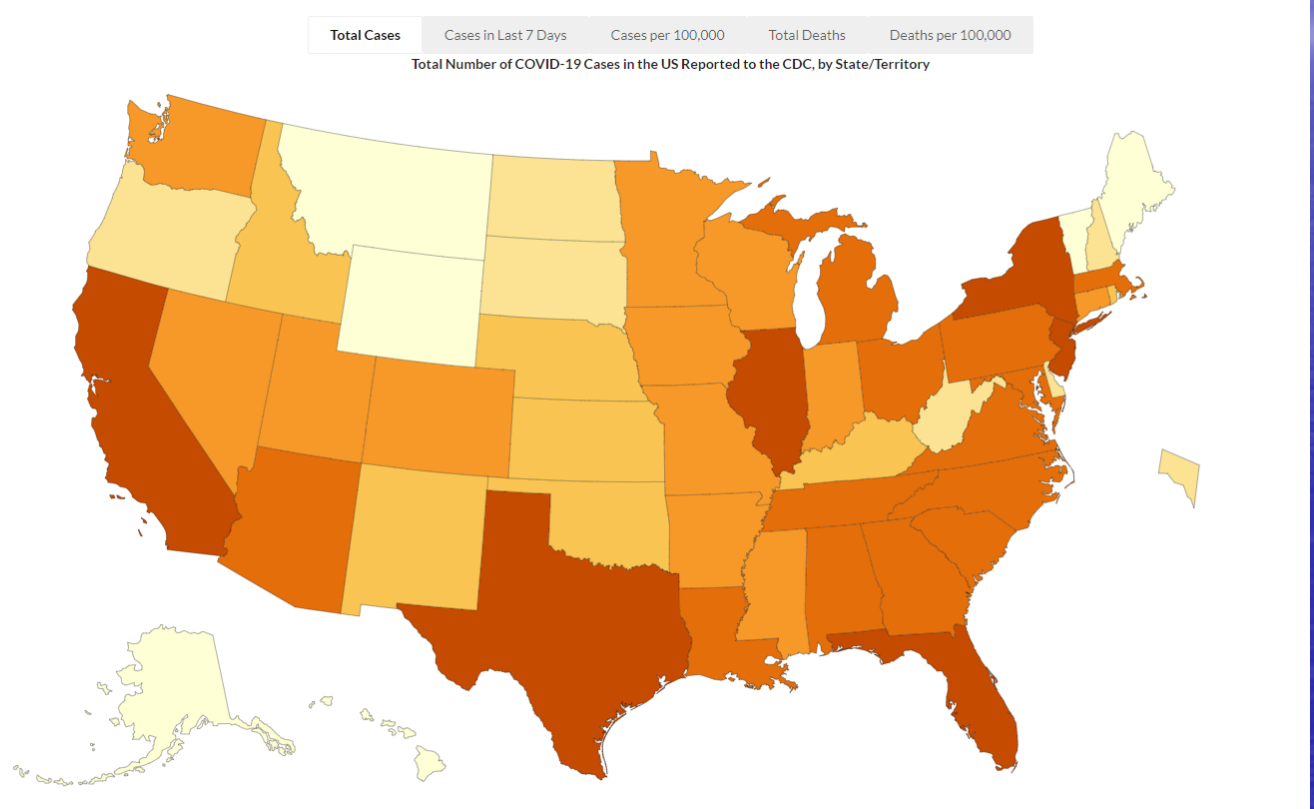 Total Cases Cases in Last 7 Days Cases per 100,000 Total Deaths Deaths per 100,000
Total Number of COVID-19 Cases in the US Reported to the CDC, by State/Territory